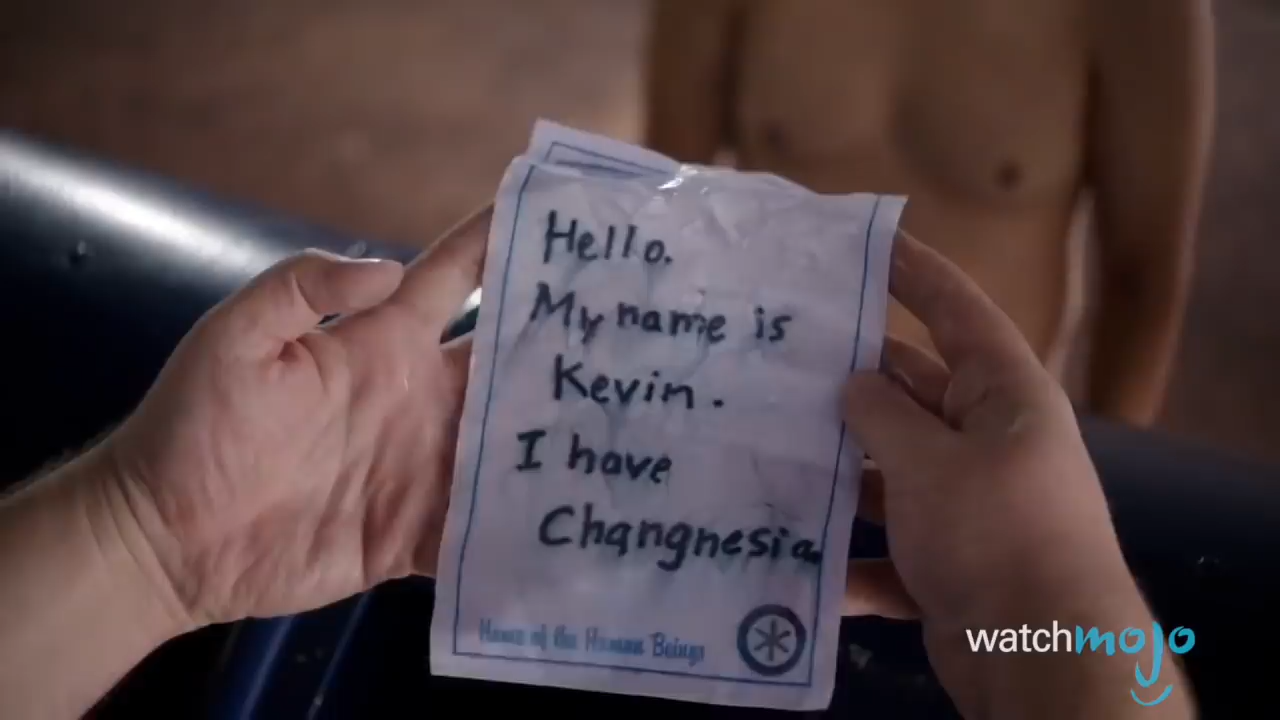 Hello.
My name is
Kevin.
I have
Changnesia
Home of the Human Beings
watchmojo